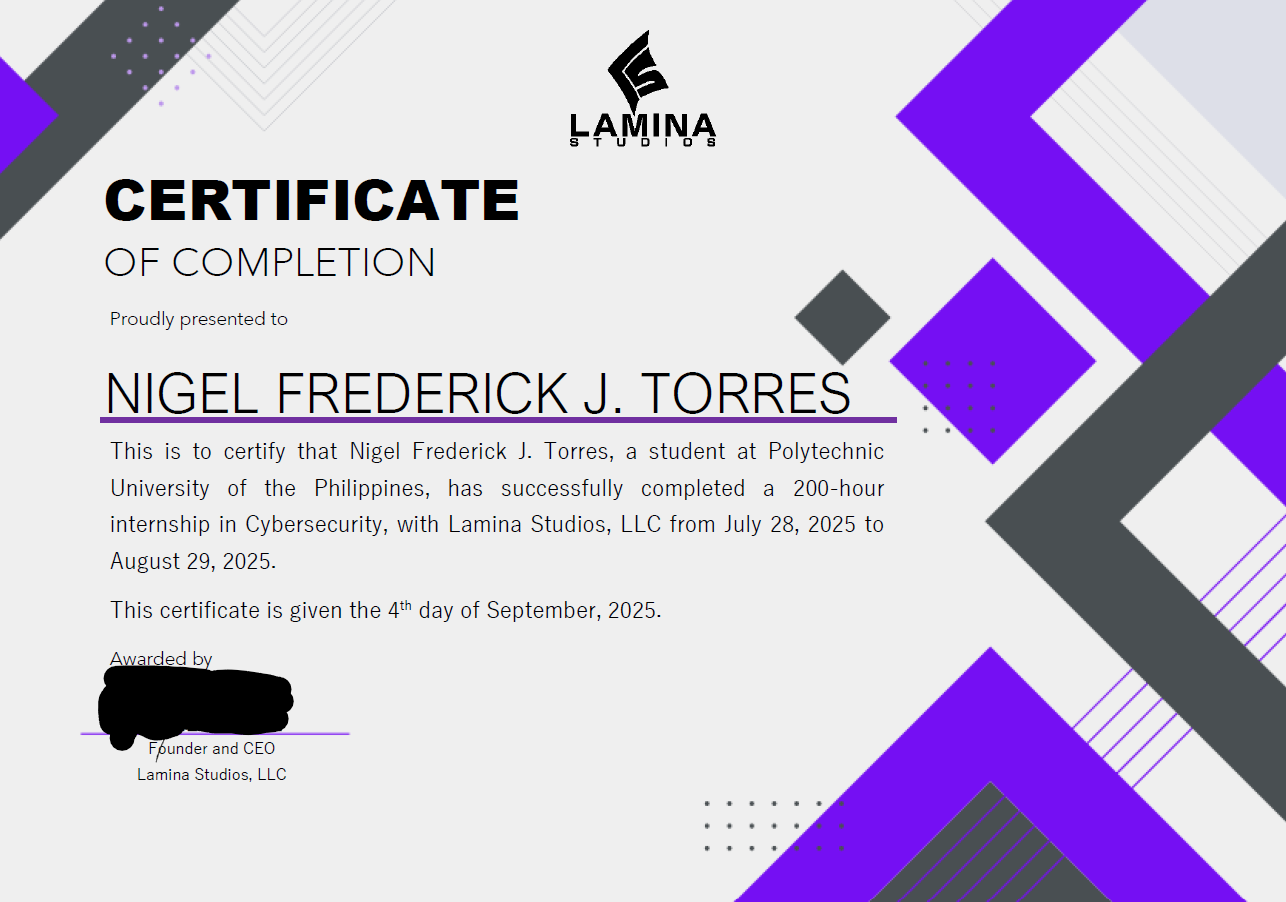 LAMINA
STUDIOS
CERTIFICATE
OF COMPLETION
Proudly presented to
NIGEL FREDERICK J. TORRES
This is to certify that Nigel Frederick J. Torres, a student at Polytechnic
University of the Philippines, has successfully completed a 200-hour
internship in Cybersecurity, with Lamina Studios, LLC from July 28, 2025 to
August 29, 2025.
This certificate is given the 4th day of September, 2025.
Awarded by
Founder and CEO
Lamina Studios, LLC